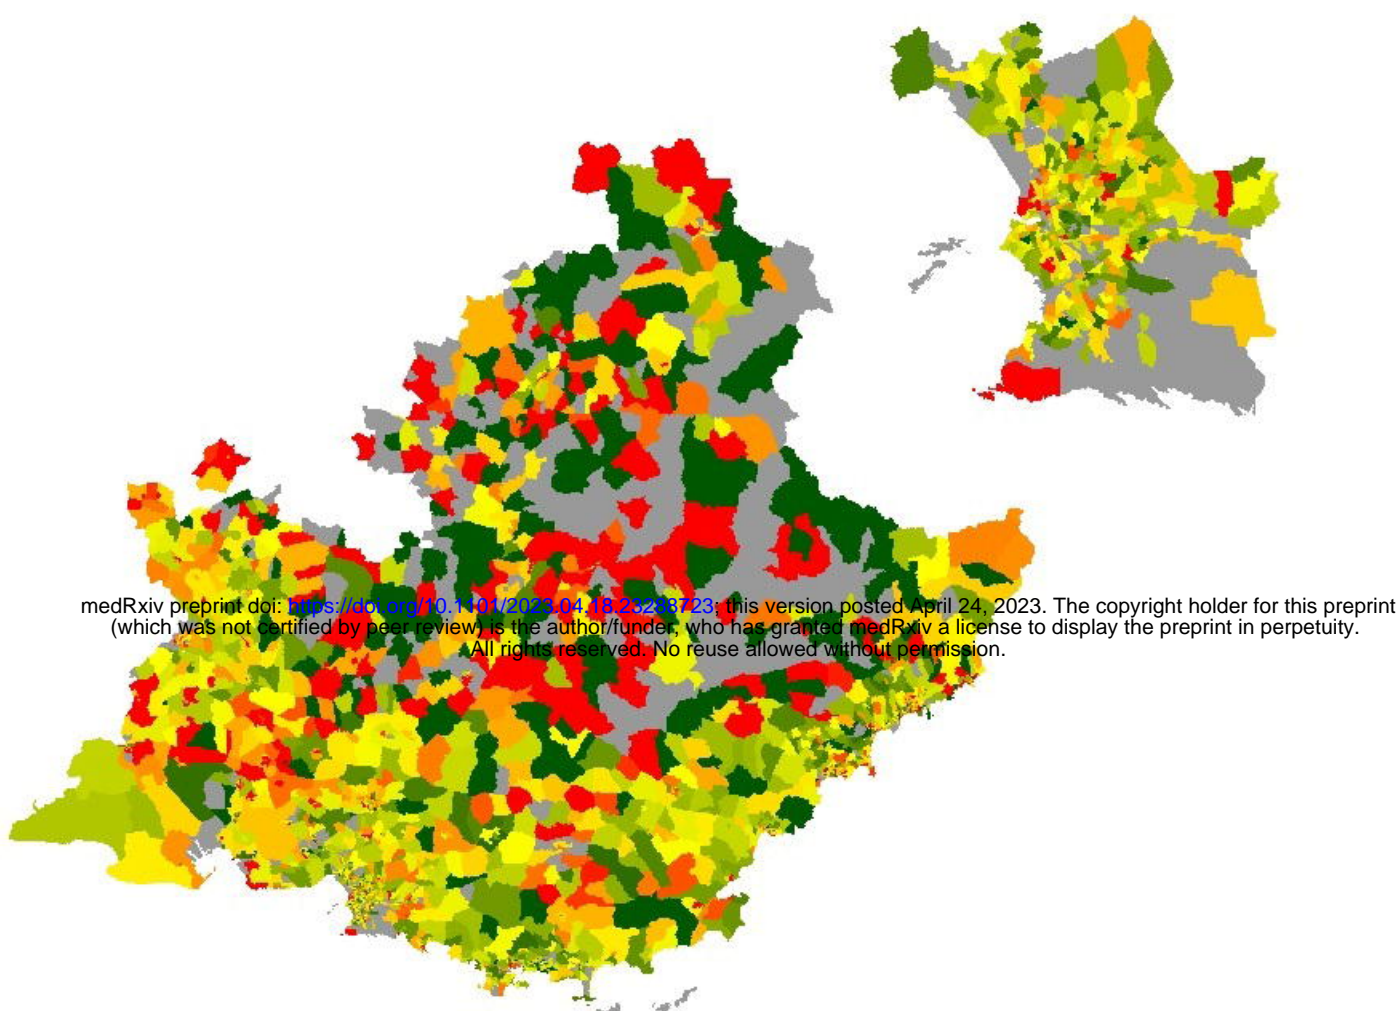 medRxiv preprint doi: https://doi.org/10.1101/2023.04.18.23288723; this version posted April 24, 2023. The copyright holder for this preprint
(which was not certified by peer review) is the author/funder, who has granted medRxiv a license to display the preprint in perpetuity.
All rights reserved. No reuse allowed without permission.